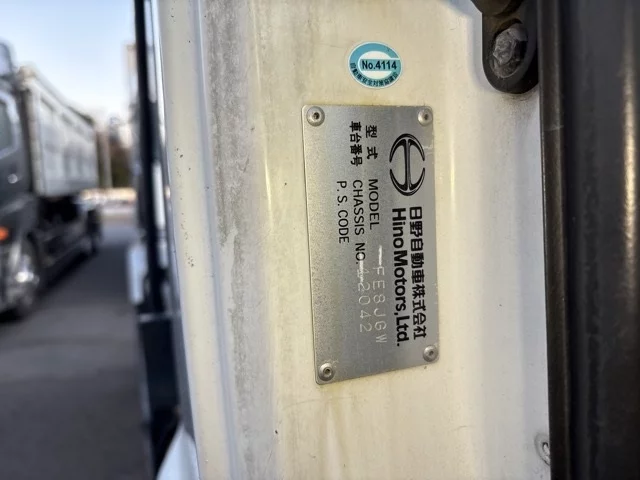 No.4114
日野自動車株式会社
Hino Motors, Ltd.
型式 MODEL FE8JGW
車台番号 CHASSIS NO.
P.S. CODE